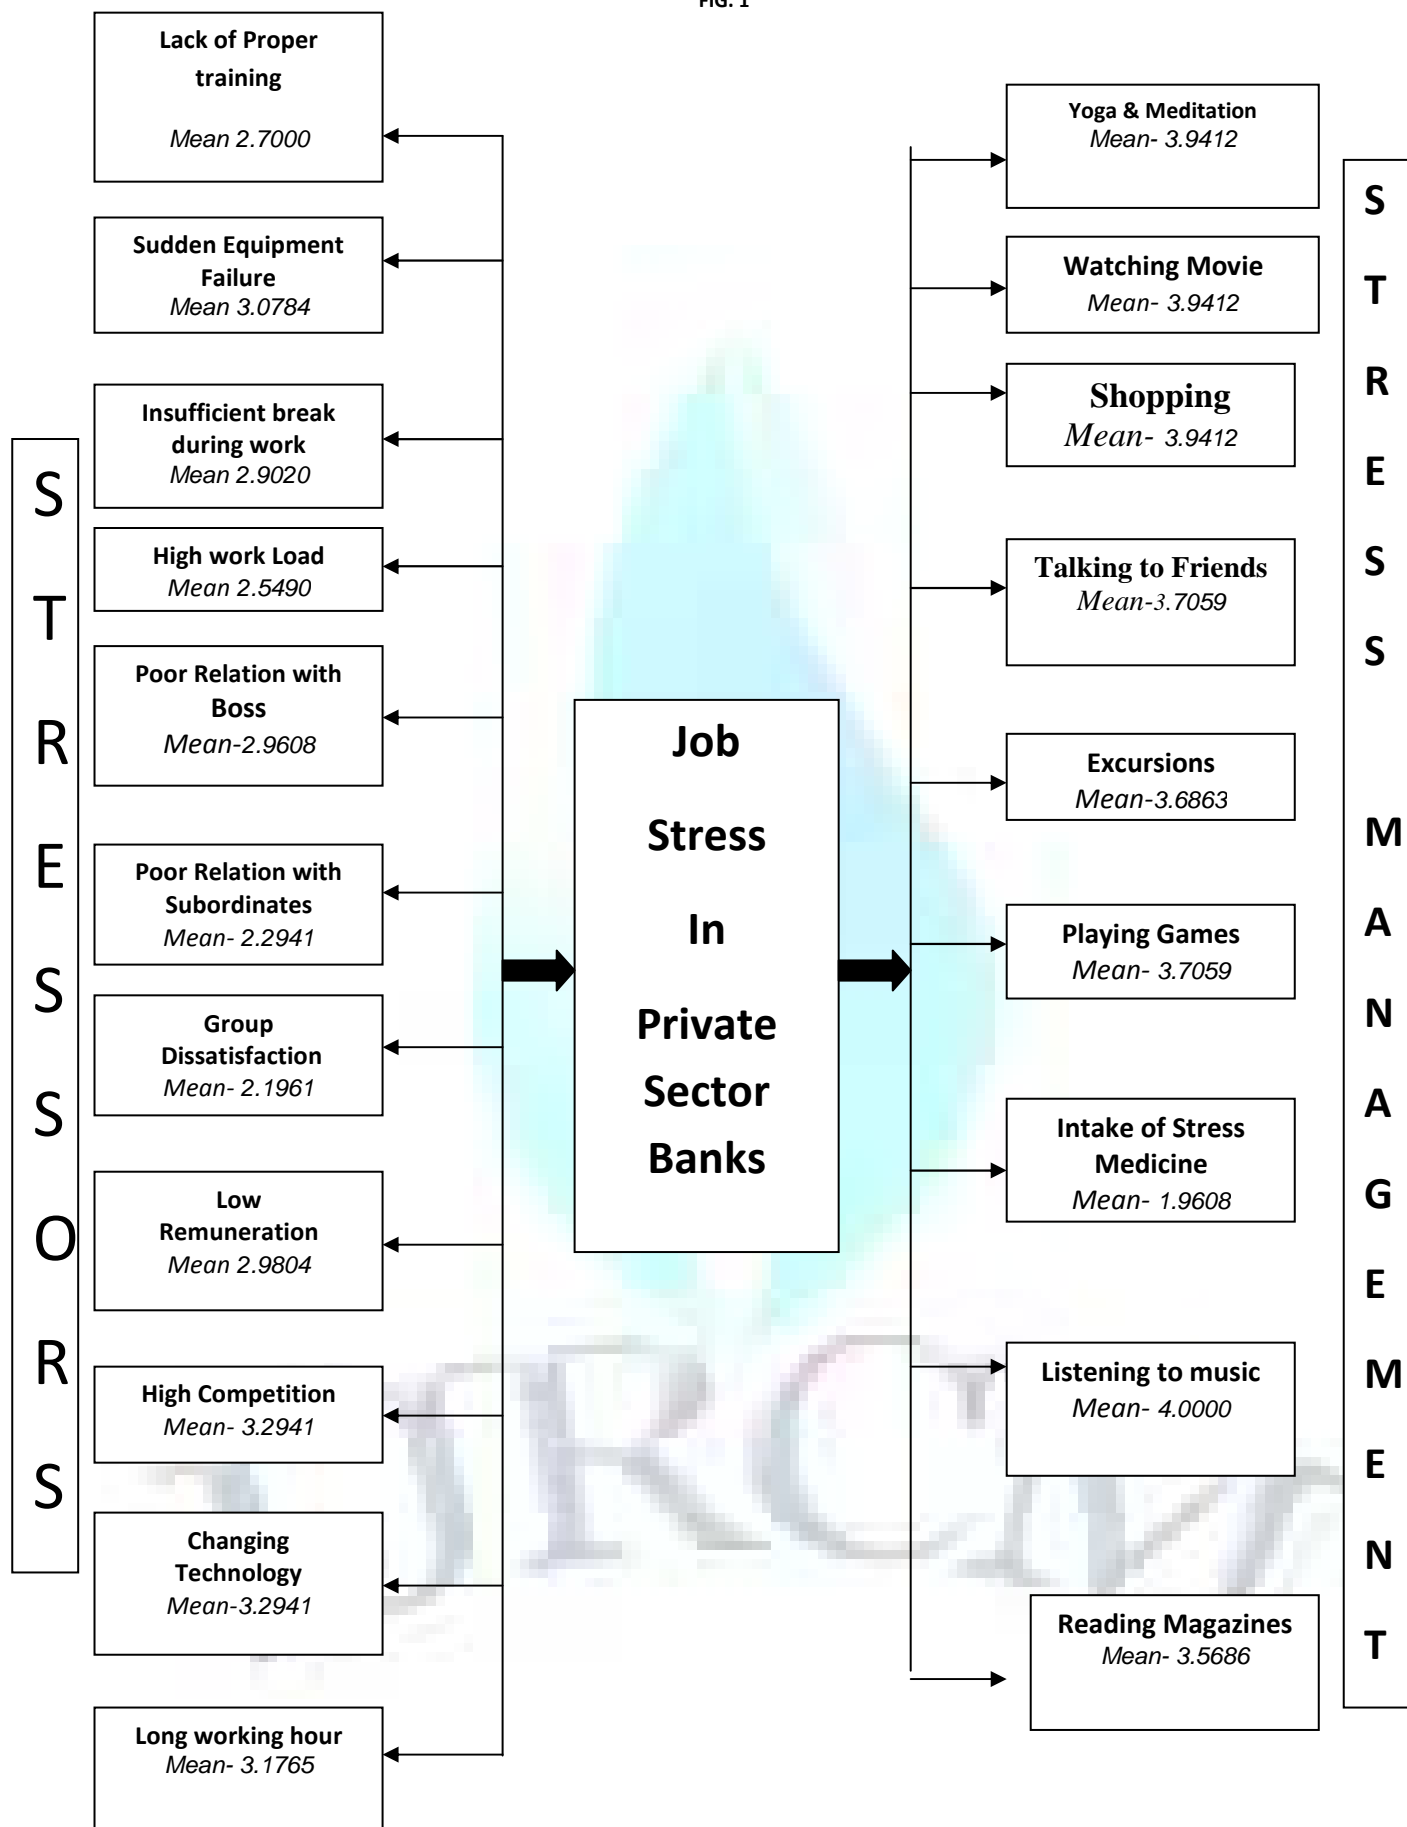 FIG. 1
Lack of Proper
training
Mean 2.7000
Sudden Equipment
Failure
Mean 3.0784
Insufficient break
during work
Mean 2.9020
High work Load
Mean 2.5490
Poor Relation with
Boss
Mean-2.9608
Poor Relation with
Subordinates
Mean- 2.2941
Group
Dissatisfaction
Mean- 2.1961
Low
Remuneration
Mean 2.9804
High Competition
Mean- 3.2941
Changing
Technology
Mean-3.2941
Long working hour
Mean- 3.1765
S
T
R
E
S
S
O
R
S
Job
Stress
In
Private
Sector
Banks
Yoga & Meditation
Mean- 3.9412
Watching Movie
Mean- 3.9412
Shopping
Mean- 3.9412
Talking to Friends
Mean-3.7059
Excursions
Mean-3.6863
Playing Games
Mean- 3.7059
Intake of Stress
Medicine
Mean- 1.9608
Listening to music
Mean- 4.0000
Reading Magazines
Mean- 3.5686
S
T
R
E
S
S
M
A
N
A
G
E
M
E
N
T